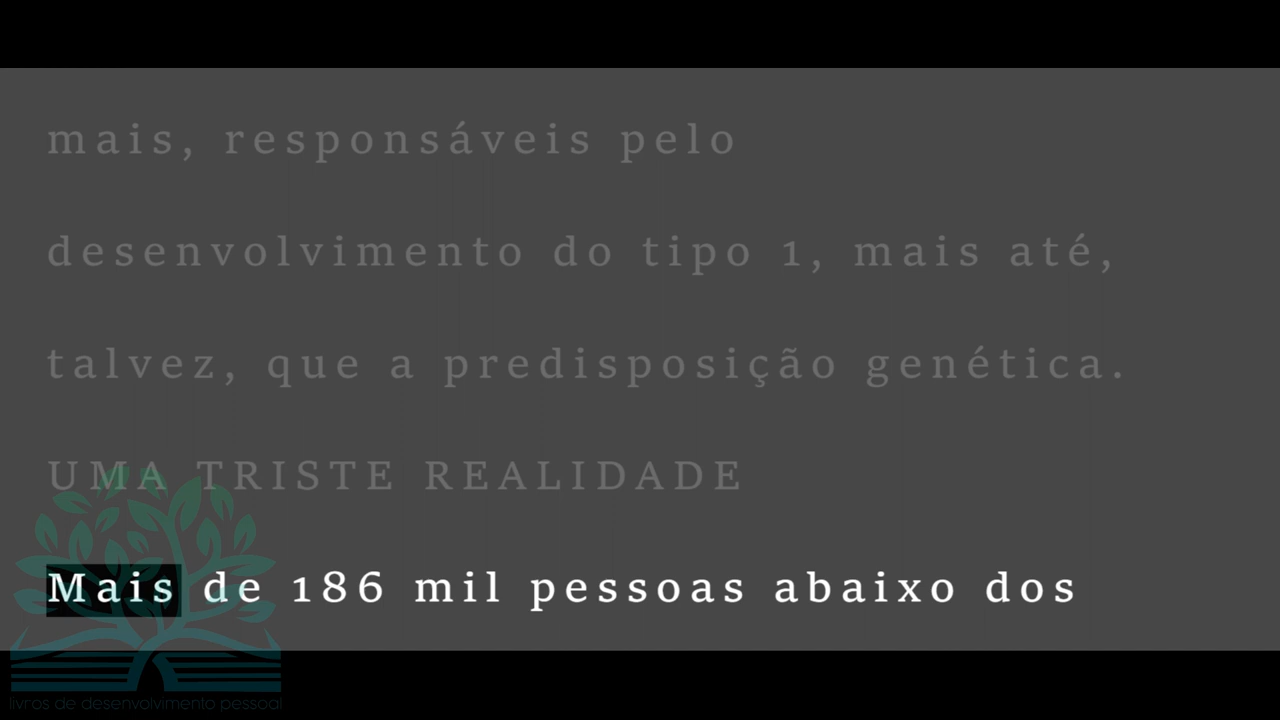 mais, responsáveis pelo
desenvolvimento do tipo 1, mais até,
talvez, que a predisposição genética.
UMA TRISTE REALIDADE
Mais de 186 mil pessoas abaixo dos
livros de desenvolvimento pessoal